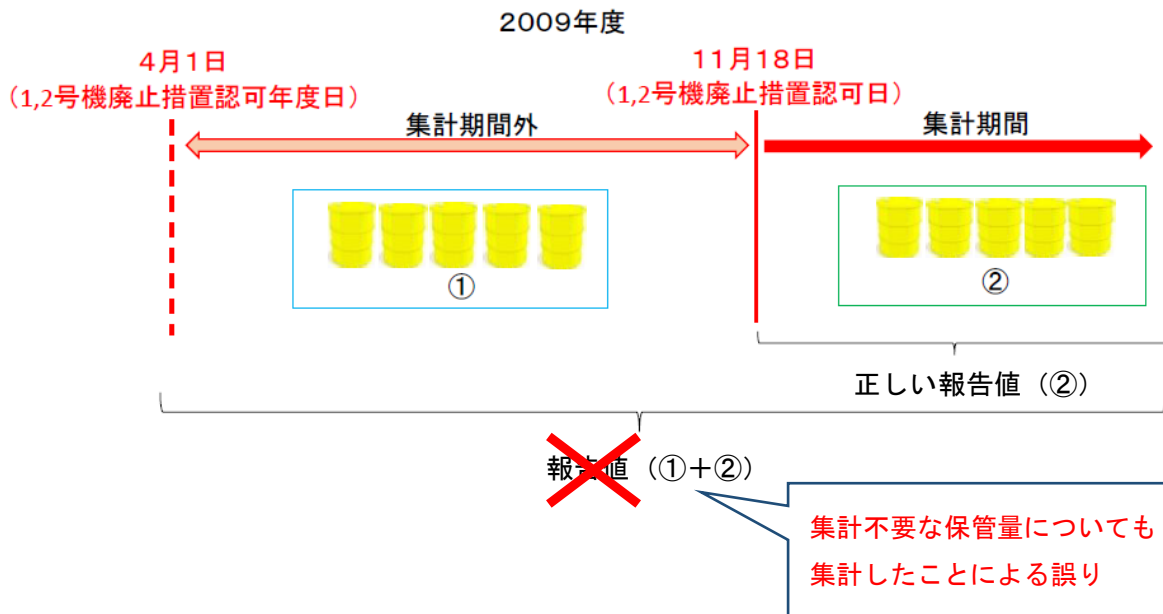 2009年度
4月1日
（1,2号機廃止措置認可年度日）
11月18日
（1,2号機廃止措置認可日）
集計期間外
集計期間
①
②
正しい報告値（②）
報告値（①＋②）
集計不要な保管量についても
集計したことによる誤り